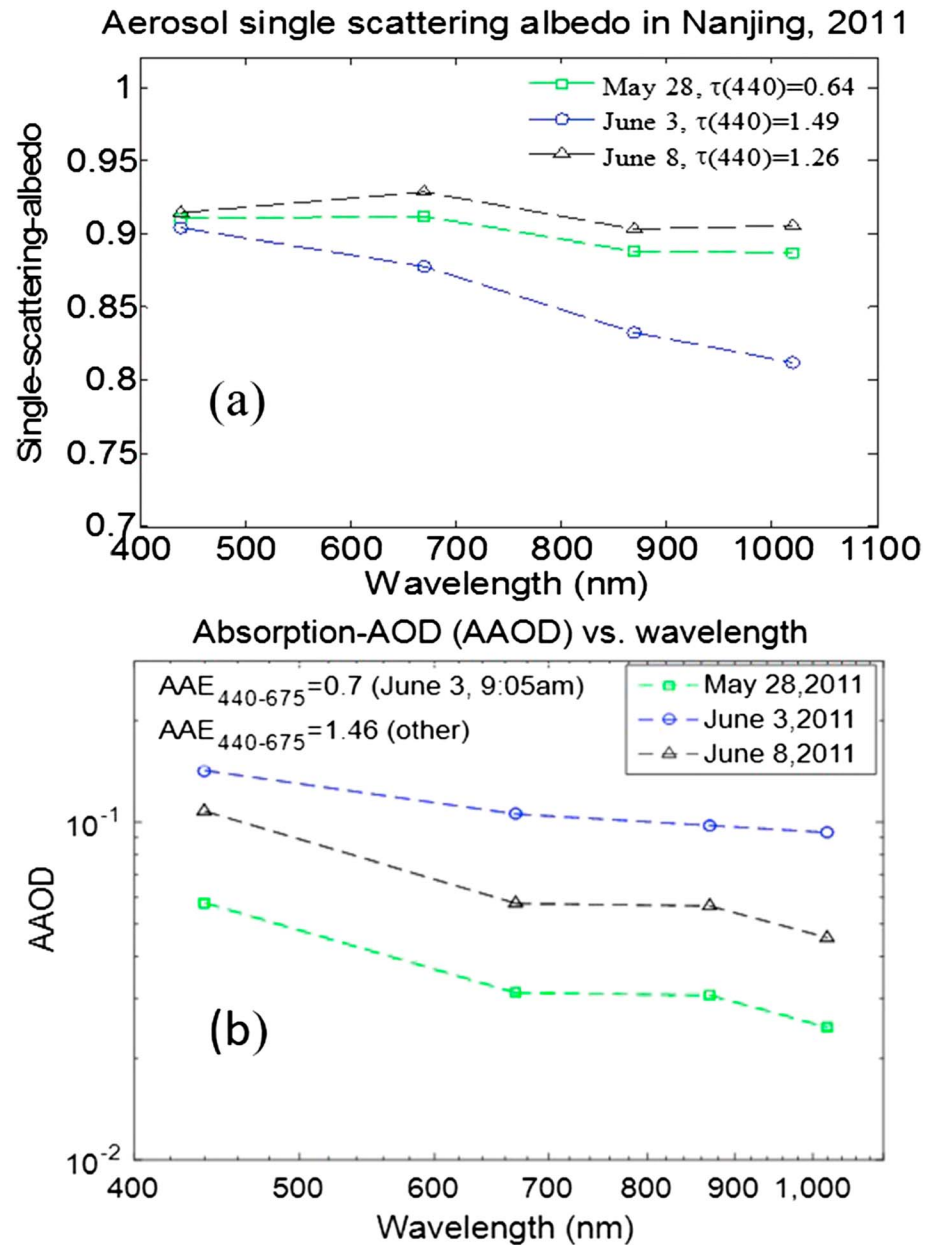 Aerosol single scattering albedo in Nanjing, 2011
1
0.95
0.9
0.85
0.8
0.75
0.7
Single-scattering-albedo
May 28, τ(440)=0.64
June 3, τ(440)=1.49
June 8, τ(440)=1.26
(a)
400 500 600 700 800 900 1000 1100
Wavelength (nm)
Absorption-AOD (AAOD) vs. wavelength
AAE440-675=0.7 (June 3, 9:05am)
AAE440-675=1.46 (other)
May 28,2011
June 3,2011
June 8,2011
10-1
10-2
AAOD
(b)
400 500 600 700 800 900 1,000
Wavelength (nm)